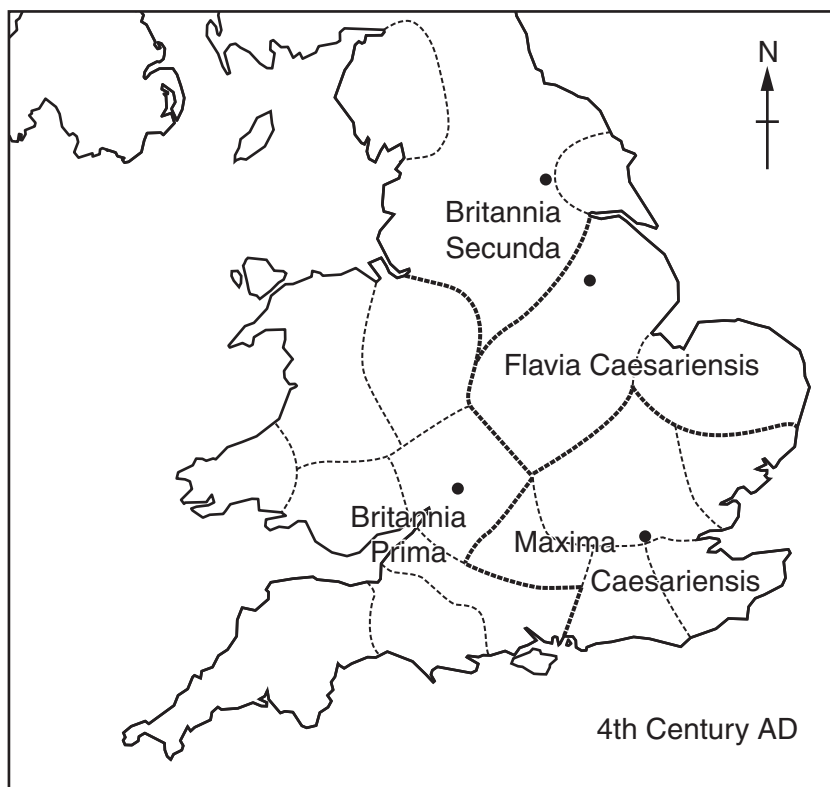 N
Britannia
Secunda
Flavia Caesariensis
Britannia
Prima
Maxima
Caesariensis
4th Century AD